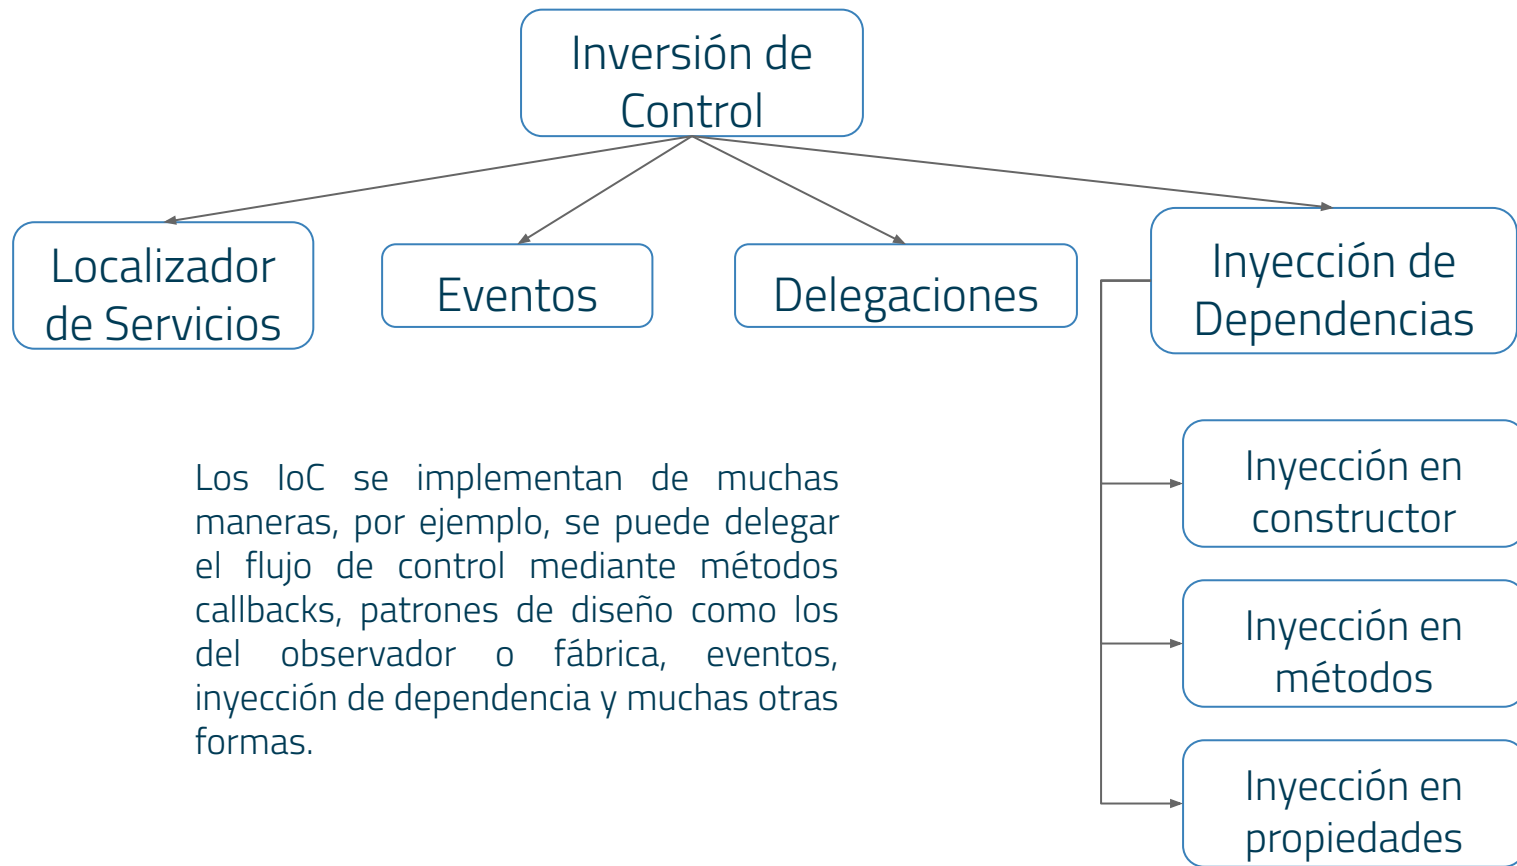 Inversión de
Control
Localizador
de Servicios
Eventos
Delegaciones
Inyección de
Dependencias
Los IoC se implementan de muchas
maneras, por ejemplo, se puede delegar
el flujo de control mediante métodos
callbacks, patrones de diseño como los
del observador o fábrica, eventos,
inyección de dependencia y muchas otras
formas.
Inyección en
constructor
Inyección en
métodos
Inyección en
propiedades